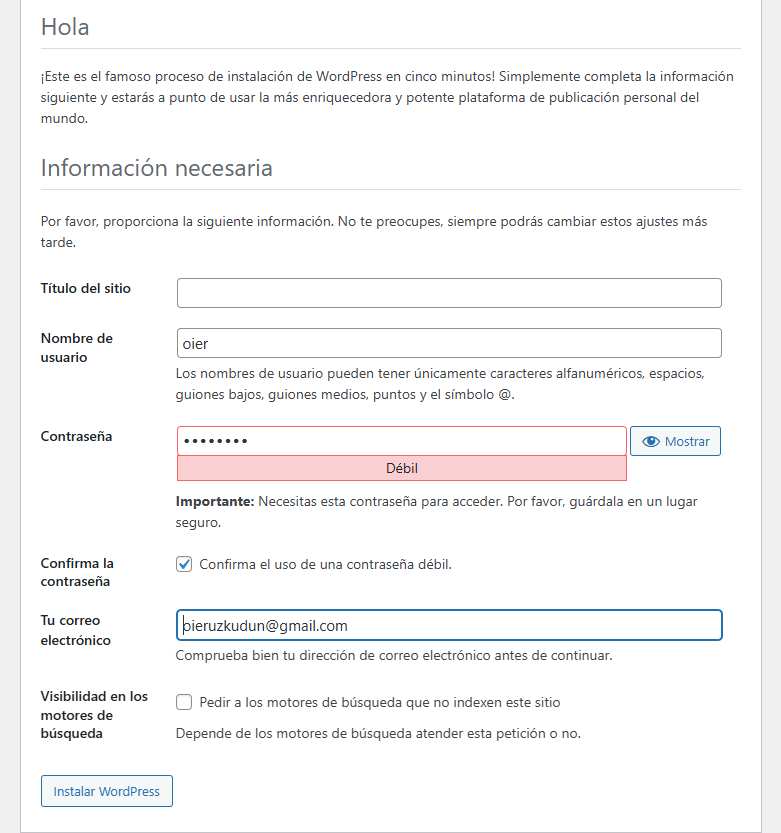 Hola
¡Este es el famoso proceso de instalación de WordPress en cinco minutos! Simplemente completa la información
siguiente y estarás a punto de usar la más enriquecedora y potente plataforma de publicación personal del
mundo.
Información necesaria
Por favor, proporciona la siguiente información. No te preocupes, siempre podrás cambiar estos ajustes más
tarde.
Título del sitio
Nombre de
usuario
oier
Los nombres de usuario pueden tener únicamente caracteres alfanuméricos, espacios,
guiones bajos, guiones medios, puntos y el símbolo @.
Contraseña
••••••••
Mostrar
Débil
Importante: Necesitas esta contraseña para acceder. Por favor, guárdala en un lugar
seguro.
Confirma la
contraseña
Confirma el uso de una contraseña débil.
Tu correo
electrónico
oieruzkudun@gmail.com
Comprueba bien tu dirección de correo electrónico antes de continuar.
Visibilidad en los
motores de
búsqueda
Pedir a los motores de búsqueda que no indexen este sitio
Depende de los motores de búsqueda atender esta petición o no.
Instalar WordPress